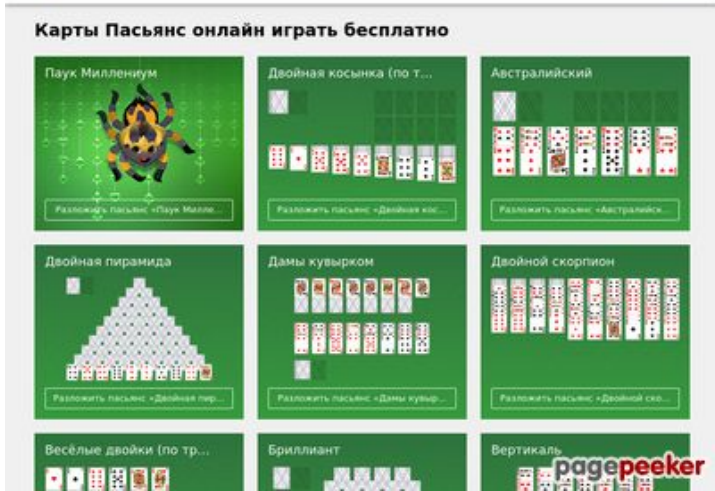 Карты Пасьянс онлайн играть бесплатно
Паук Миллениум
Двойная косынка (по т...
Австралийский
Разложить пасьянс «Паук Милле...
Разложить пасьянс «Двойная кос...
Разложить пасьянс «Австралийск...
Двойная пирамида
Дамы кувырком
Двойной скорпион
Разложить пасьянс «Двойная пир...
Разложить пасьянс «Дамы кувыр...
Разложить пасьянс «Двойной ско...
Весёлые двойки (по тр...
Бриллиант
Вертикаль
pagepeeker